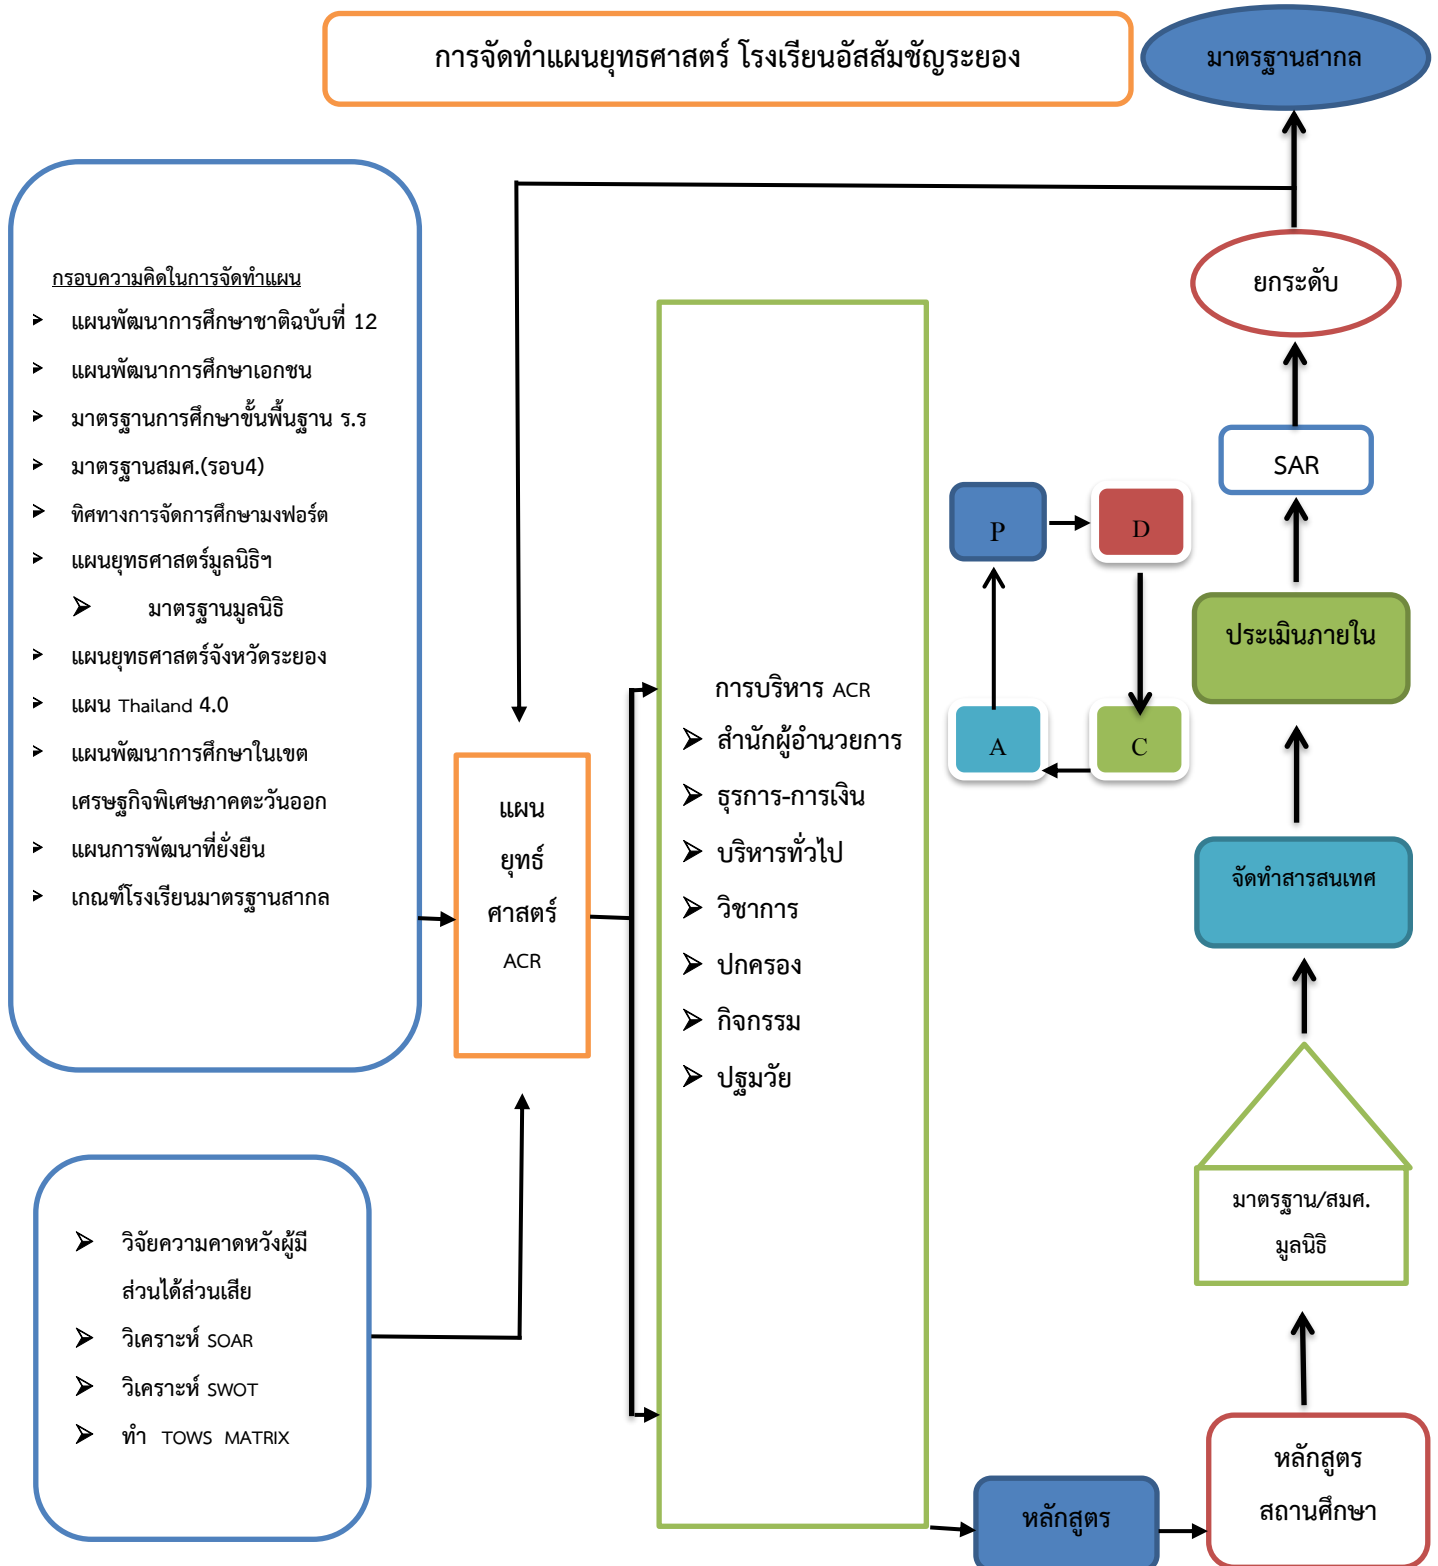 การจัดทำแผนยุทธศาสตร์ โรงเรียนอัสสัมชัญระยอง
มาตรฐานสากล
กรอบความคิดในการจัดทำแผน
แผนพัฒนาการศึกษาชาติฉบับที่ 12
แผนพัฒนาการศึกษาเอกชน
มาตรฐานการศึกษาขั้นพื้นฐาน ร.ร
มาตรฐานสมศ.(รอบ4)
ทิศทางการจัดการศึกษามงฟอร์ต
แผนยุทธศาสตร์มูลนิธิฯ
มาตรฐานมูลนิธิ
แผนยุทธศาสตร์จังหวัดระยอง
แผน Thailand 4.0
แผนพัฒนาการศึกษาในเขต
เศรษฐกิจพิเศษภาคตะวันออก
แผนการพัฒนาที่ยั่งยืน
เกณฑ์โรงเรียนมาตรฐานสากล
วิจัยความคาดหวังผู้มี
ส่วนได้ส่วนเสีย
วิเคราะห์ SOAR
วิเคราะห์ SWOT
ทำ TOWS MATRIX
แผน
ยุทธ์
ศาสตร์
ACR
การบริหาร ACR
สำนักผู้อำนวยการ
ธุรการ-การเงิน
บริหารทั่วไป
วิชาการ
ปกครอง
กิจกรรม
ปฐมวัย
P
D
A
C
ยกระดับ
SAR
ประเมินภายใน
จัดทำสารสนเทศ
มาตรฐาน/สมศ.
มูลนิธิ
หลักสูตร
หลักสูตร
สถานศึกษา